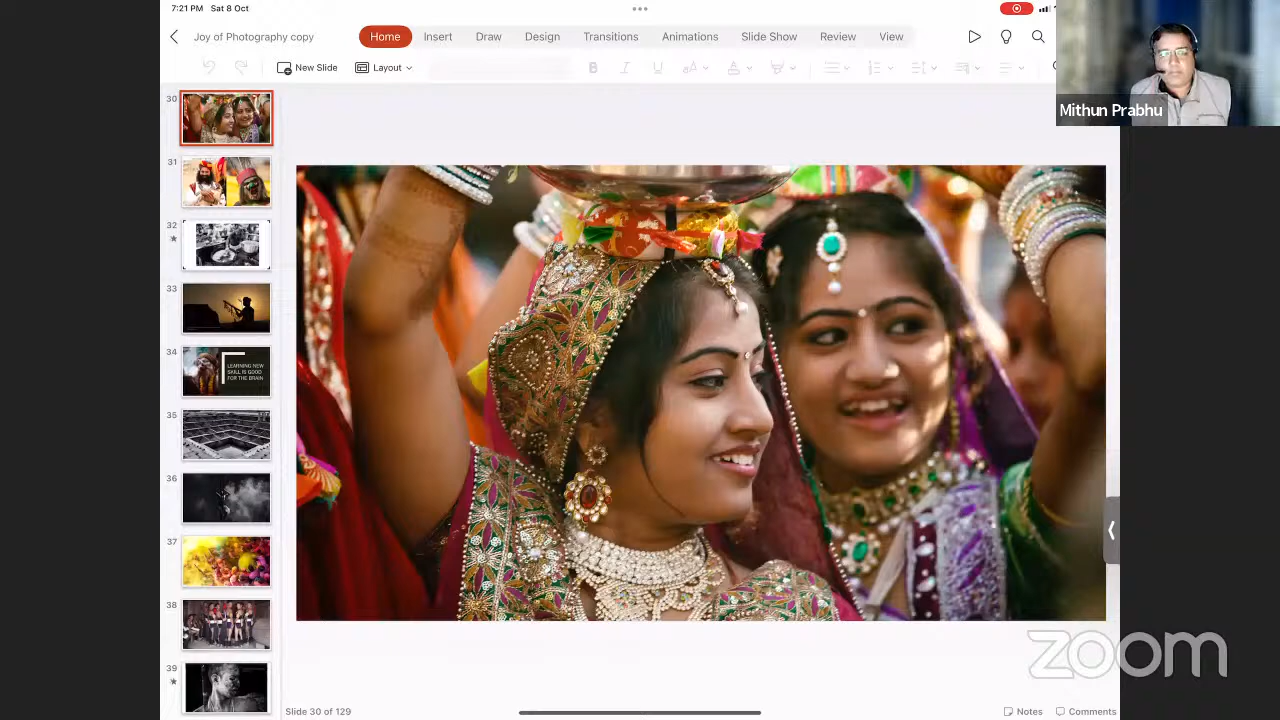 7:21 PM Sat 8 Oct
Joy of Photography copy
Home
Insert
Draw
Design
Transitions
Animations
Slide Show
Review
View
New Slide
Layout
B
I
U
Mithun Prabhu
30
31
32
33
34
LEARNING NEW
SKILL IS GOOD
FOR THE BRAIN
35
36
37
38
39
zoom
Slide 30 of 129
Notes
Comments